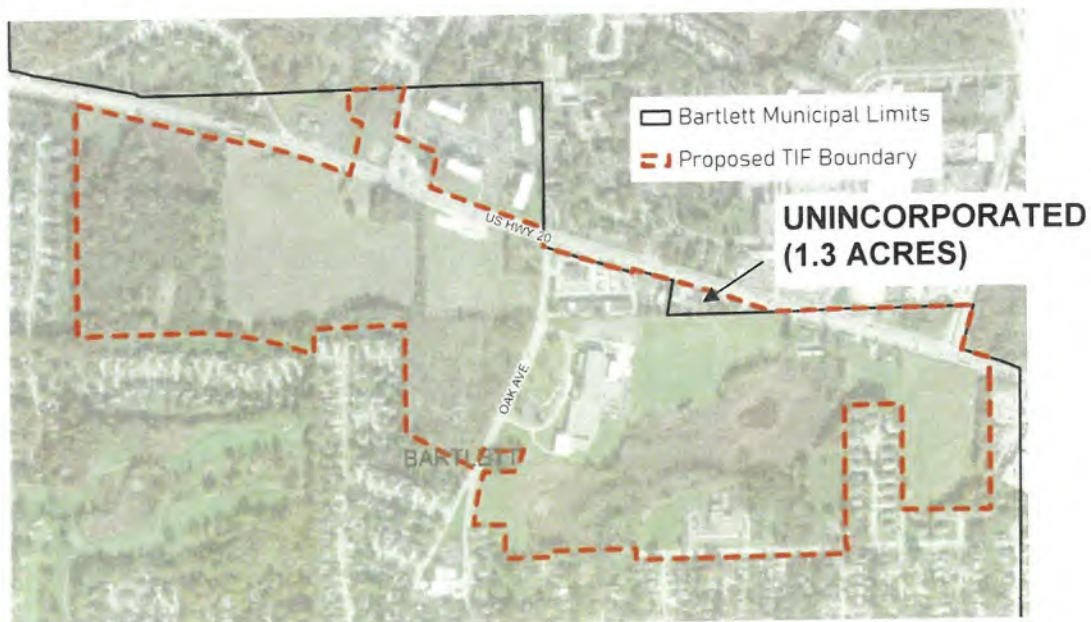 Bartlett Municipal Limits
Proposed TIF Boundary
UNINCORPORATED
(1.3 ACRES)
US HWY. 20
OAK AVE
BARTLETT